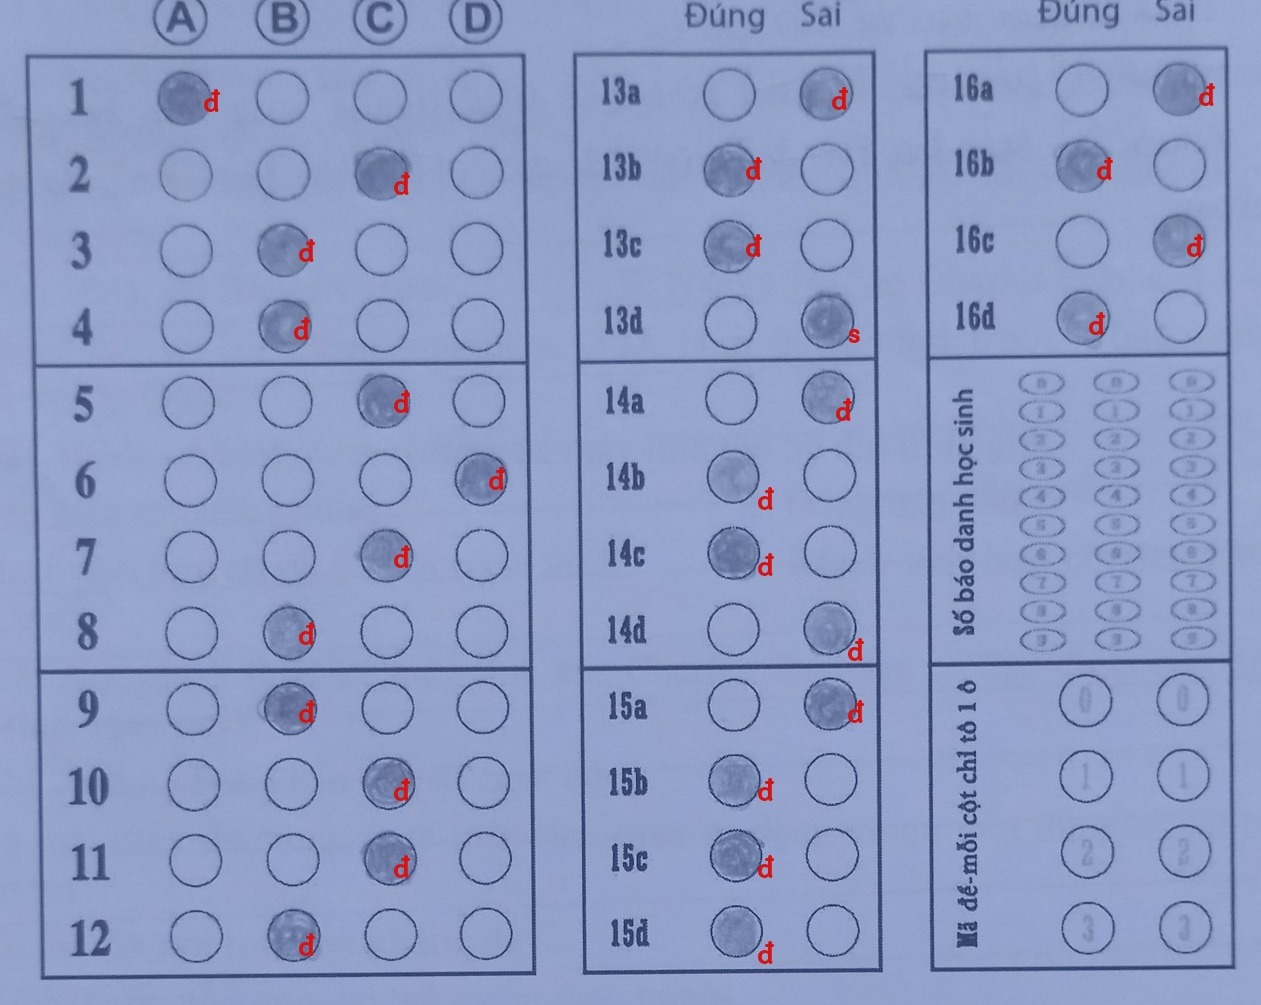 A B C D
1 đ
2 đ
3 đ
4 đ
5 đ
6 đ
7 đ
8 đ
9 đ
10 đ
11 đ
12 đ
Đúng Sai
13a đ
13b đ
13c đ
13d s
14a đ
14b đ
14c đ
14d đ
15a đ
15b đ
15c đ
15d đ
Đúng Sai
16a đ
16b đ
16c đ
16d đ
Số báo danh học sinh
0 0 0
1 1 1
2 2 2
3 3 3
4 4 4
5 5 5
6 6 6
7 7 7
8 8 8
9 9 9
Mã đề-mỗi cột chỉ tô 1 ô
0 0
1 1
2 2
3 3